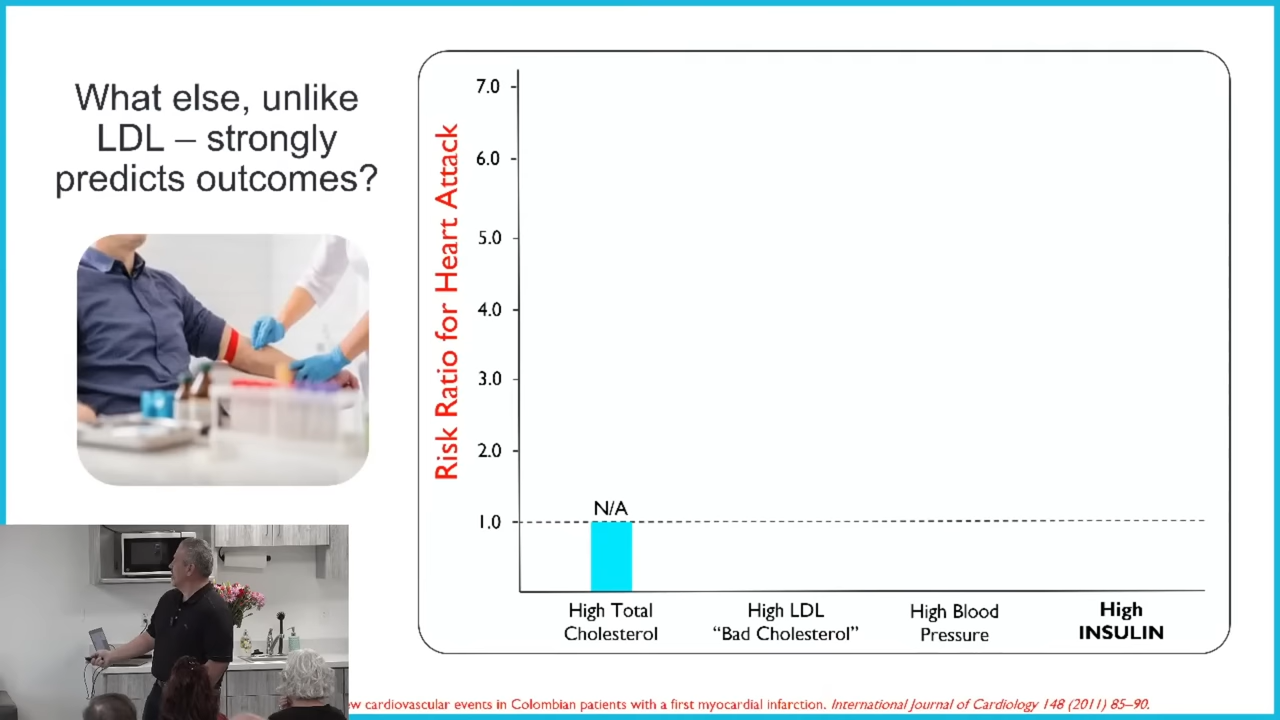 What else, unlike
LDL – strongly
predicts outcomes?
Risk Ratio for Heart Attack
7.0
6.0
5.0
4.0
3.0
2.0
1.0
N/A
High Total
Cholesterol
High LDL
“Bad Cholesterol”
High Blood
Pressure
High
INSULIN
cardiovascular events in Colombian patients with a first myocardial infarction. International Journal of Cardiology 148 (2011) 85–90.